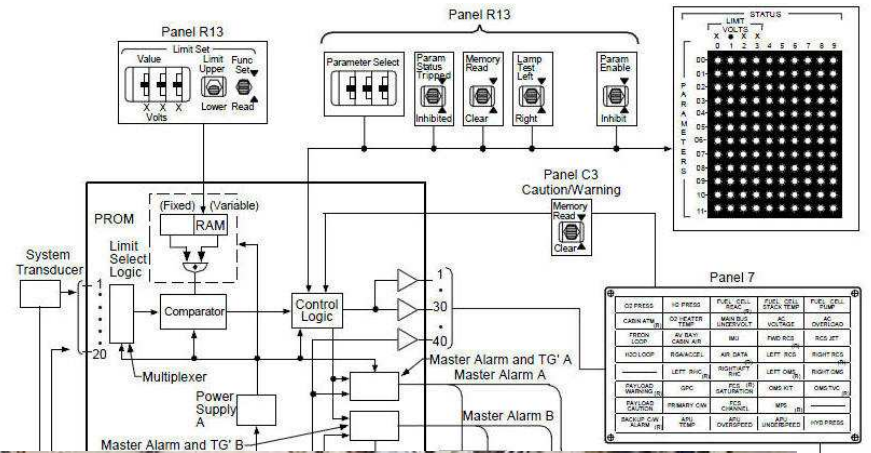 Panel R13
Limit Set
Value
Limit
Upper
Func
Set
Lower
Read
X X X
Volts
Panel R13
Parameter Select
Param
Status
Tripped
Inhibited
Memory
Read
Clear
Lamp
Test
Left
Right
Param
Enable
Inhibit
STATUS
LIMIT
VOLTS
X ● X X
0 1 2 3 4 5 6 7 8 9
PARAMETERS
00
01
02
03
04
05
06
07
08
09
10
11
Panel C3
Caution/Warning
Memory
Read
Clear
PROM
(Fixed) (Variable)
RAM
Limit
Select
Logic
System
Transducer
1
20
Comparator
Control
Logic
1
30
40
Multiplexer
Power
Supply
A
Master Alarm and TG' A
Master Alarm A
Master Alarm B
Master Alarm and TG' B
Panel 7
O2 PRESS
H2 PRESS
FUEL CELL
REAC (R)
FUEL CELL
STACK TEMP
FUEL CELL
PUMP
CABIN ATM (R)
O2 HEATER
TEMP
MAIN BUS
UNDERVOLT
AC
VOLTAGE
AC
OVERLOAD
FREON
LOOP
AV BAY/
CABIN AIR
IMU
FWD RCS (R)
RCS JET
H2O LOOP
RGA/ACCEL
AIR DATA (R)
LEFT RCS (R)
RIGHT RCS (R)
LEFT RHC (R)
RIGHT/AFT
RHC
LEFT OMS (R)
RIGHT OMS
PAYLOAD
WARNING (R)
GPC
FCS (R)
SATURATION
OMS KIT
OMS TVC (R)
PAYLOAD
CAUTION
PRIMARY C/W
FCS
CHANNEL
MPS (R)
BACKUP C/W
ALARM (R)
APU
TEMP
APU
OVERSPEED
APU
UNDERSPEED
HYD PRESS